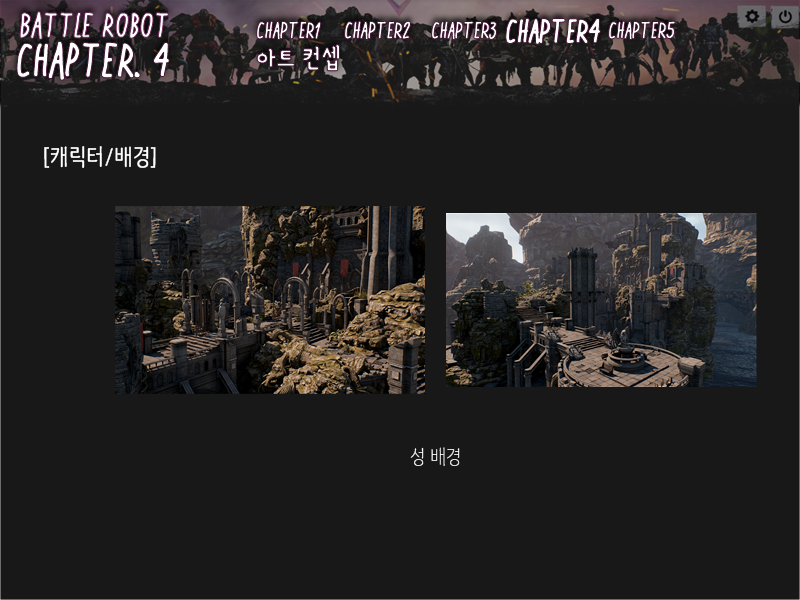 BATTLE ROBOT
CHAPTER. 4
CHAPTER1 CHAPTER2 CHAPTER3 CHAPTER4 CHAPTER5
아트 컨셉
[캐릭터/배경]
성 배경